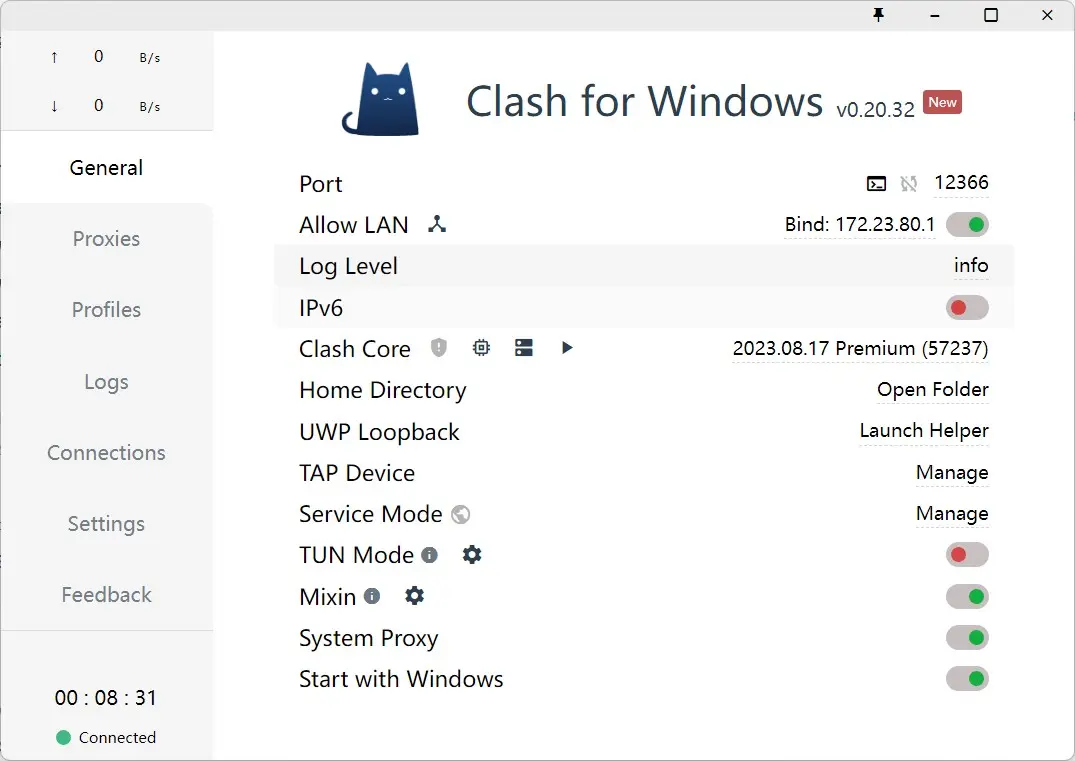 ↑ 0 B/s
↓ 0 B/s
General
Proxies
Profiles
Logs
Connections
Settings
Feedback
00 : 08 : 31
Connected
Clash for Windows v0.20.32 New
Port 12366
Allow LAN Bind: 172.23.80.1
Log Level info
IPv6
Clash Core 2023.08.17 Premium (57237)
Home Directory Open Folder
UWP Loopback Launch Helper
TAP Device Manage
Service Mode Manage
TUN Mode
Mixin
System Proxy
Start with Windows